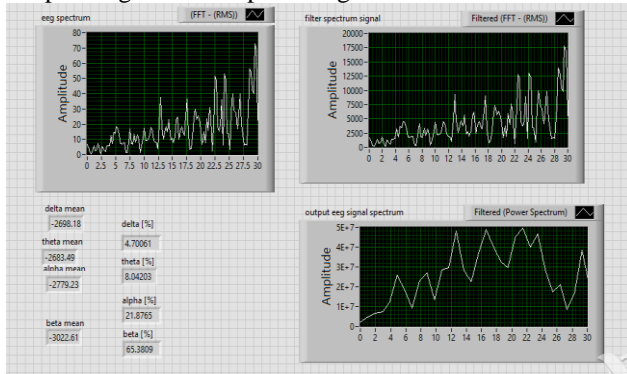 eeg spectrum
(FFT - (RMS))
Amplitude
80-
70-
60-
50-
40-
30-
20-
10-
0-
0 2.5 5 7.5 10 12.5 15 17.5 20 22.5 25 27.5 30
filter spectrum signal
Filtered (FFT - (RMS))
Amplitude
20000-
17500-
15000-
12500-
10000-
7500-
5000-
2500-
0-
0 2 4 6 8 10 12 14 16 18 20 22 24 26 28 30
delta mean
-2698.18
theta mean
-2683.49
alpha mean
-2779.23
beta mean
-3022.61
delta [%]
4.70061
theta [%]
8.04203
alpha [%]
21.8765
beta [%]
65.3809
output eeg signal spectrum
Filtered (Power Spectrum)
Amplitude
5E+7-
4E+7-
3E+7-
2E+7-
1E+7-
0-
0 2 4 6 8 10 12 14 16 18 20 22 24 26 28 30